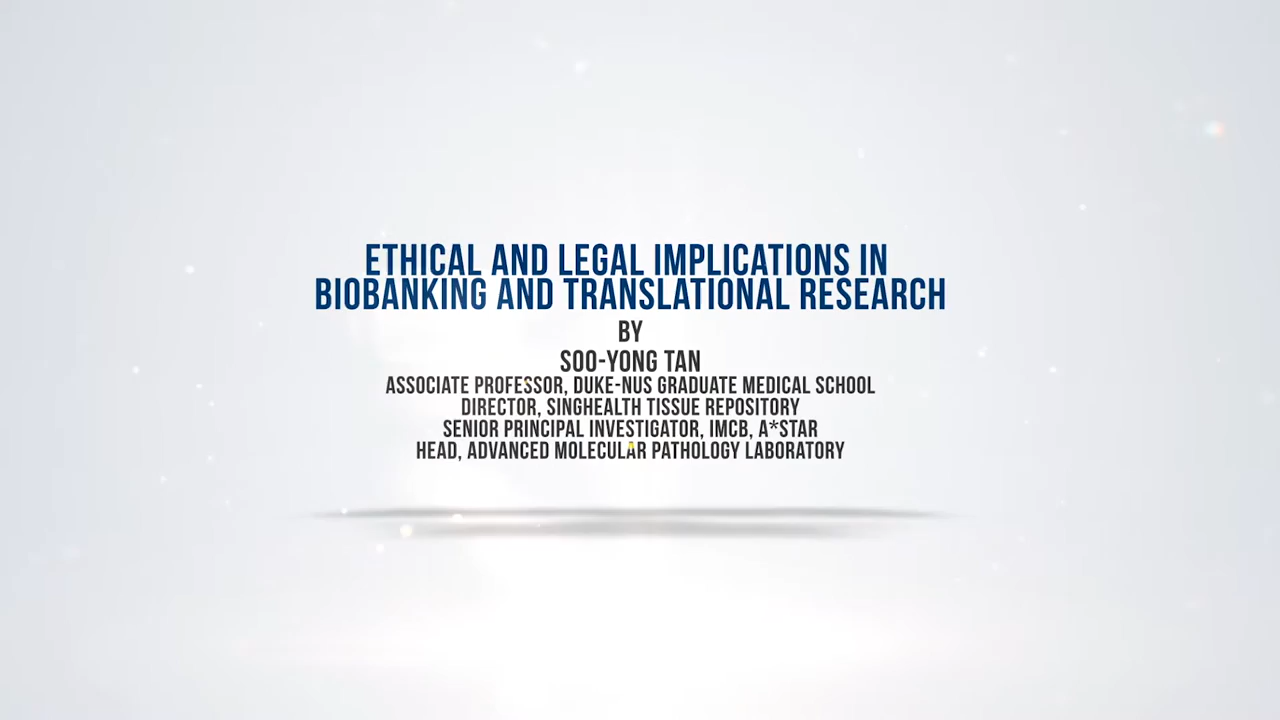 ETHICAL AND LEGAL IMPLICATIONS IN
BIOBANKING AND TRANSLATIONAL RESEARCH
BY
SOO-YONG TAN
ASSOCIATE PROFESSOR, DUKE-NUS GRADUATE MEDICAL SCHOOL
DIRECTOR, SINGHEALTH TISSUE REPOSITORY
SENIOR PRINCIPAL INVESTIGATOR, IMCB, A*STAR
HEAD, ADVANCED MOLECULAR PATHOLOGY LABORATORY